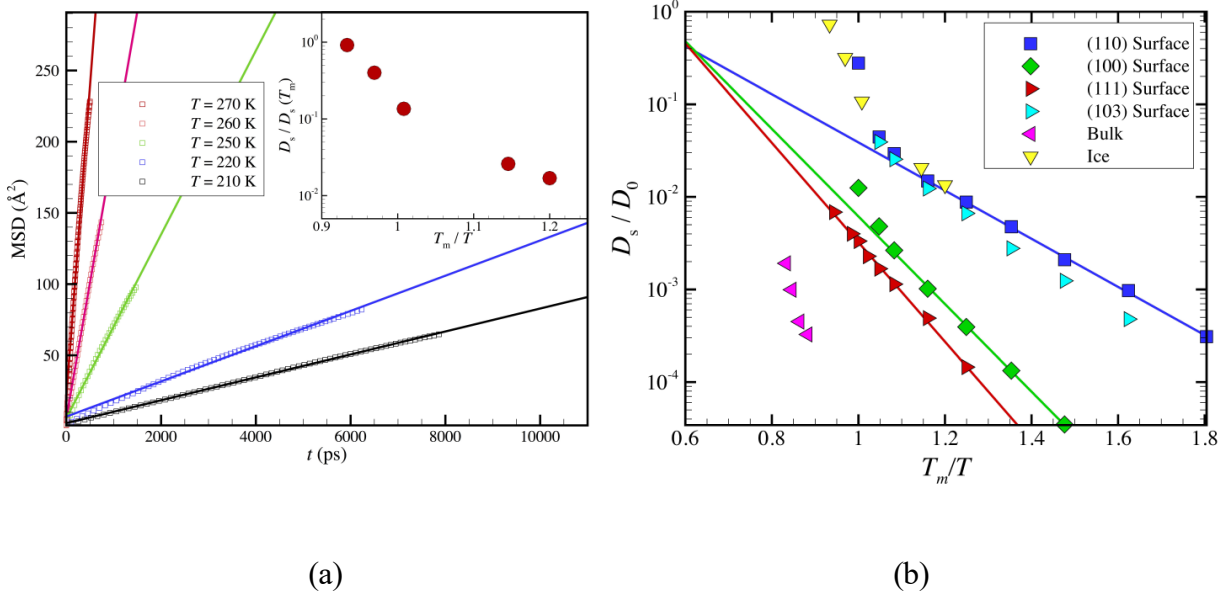 MSD (Å²)
250
200
150
100
50
0
2000
4000
6000
8000
10000
t (ps)
T = 270 K
T = 260 K
T = 250 K
T = 220 K
T = 210 K
D_s / D_s (T_m)
10^0
10^-1
10^-2
0.9
1
1.1
1.2
T_m / T
(a)
D_s / D_0
10^0
10^-1
10^-2
10^-3
10^-4
0.6
0.8
1
1.2
1.4
1.6
1.8
T_m/T
(110) Surface
(100) Surface
(111) Surface
(103) Surface
Bulk
Ice
(b)